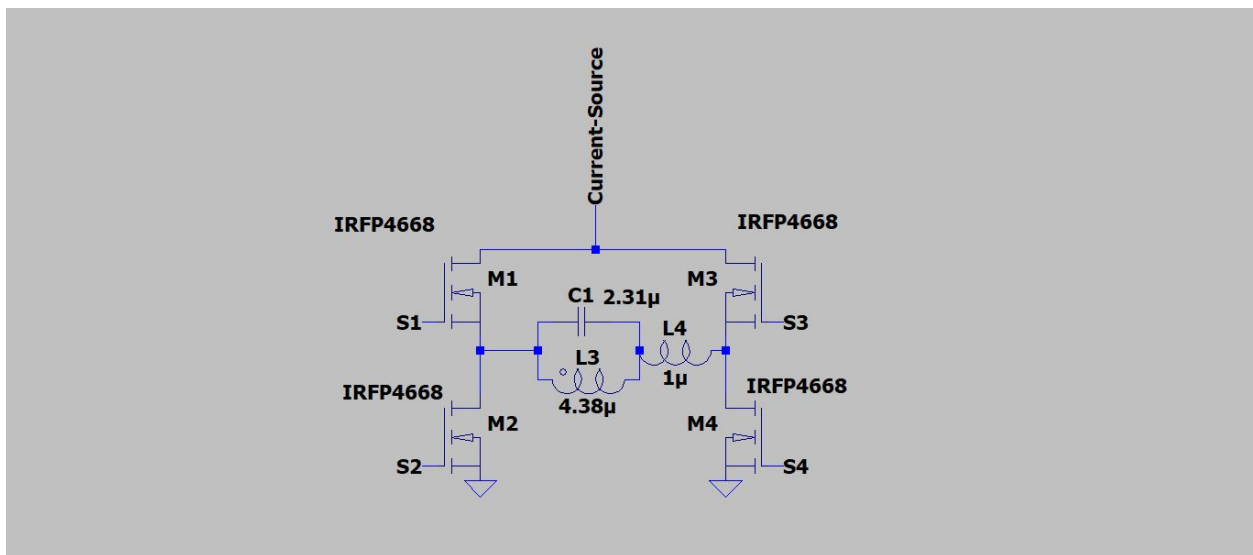 Current-Source
IRFP4668
IRFP4668
M1
M3
C1 2.31µ
S1
L4
S3
L3
1µ
IRFP4668
IRFP4668
4.38µ
M2
M4
S2
S4